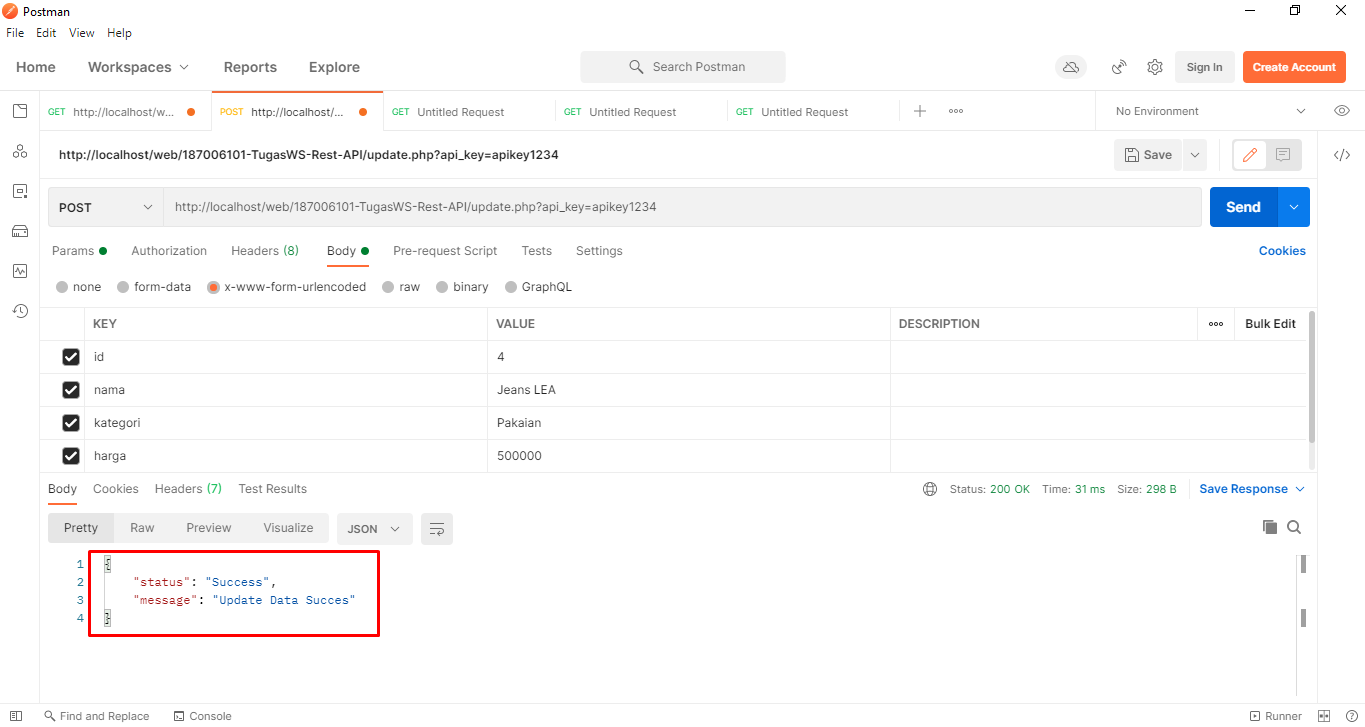 Postman
File Edit View Help
Home Workspaces Reports Explore Search Postman Sign In Create Account
GET http://localhost/w... POST http://localhost/... GET Untitled Request GET Untitled Request GET Untitled Request No Environment
http://localhost/web/187006101-TugasWS-Rest-API/update.php?api_key=apikey1234 Save
POST http://localhost/web/187006101-TugasWS-Rest-API/update.php?api_key=apikey1234 Send
Params Authorization Headers (8) Body Pre-request Script Tests Settings Cookies
none form-data x-www-form-urlencoded raw binary GraphQL
KEY VALUE DESCRIPTION Bulk Edit
id 4
nama Jeans LEA
kategori Pakaian
harga 500000
Body Cookies Headers (7) Test Results Status: 200 OK Time: 31 ms Size: 298 B Save Response
Pretty Raw Preview Visualize JSON
1 {
2 "status": "Success",
3 "message": "Update Data Succes"
4 }
Find and Replace Console Runner